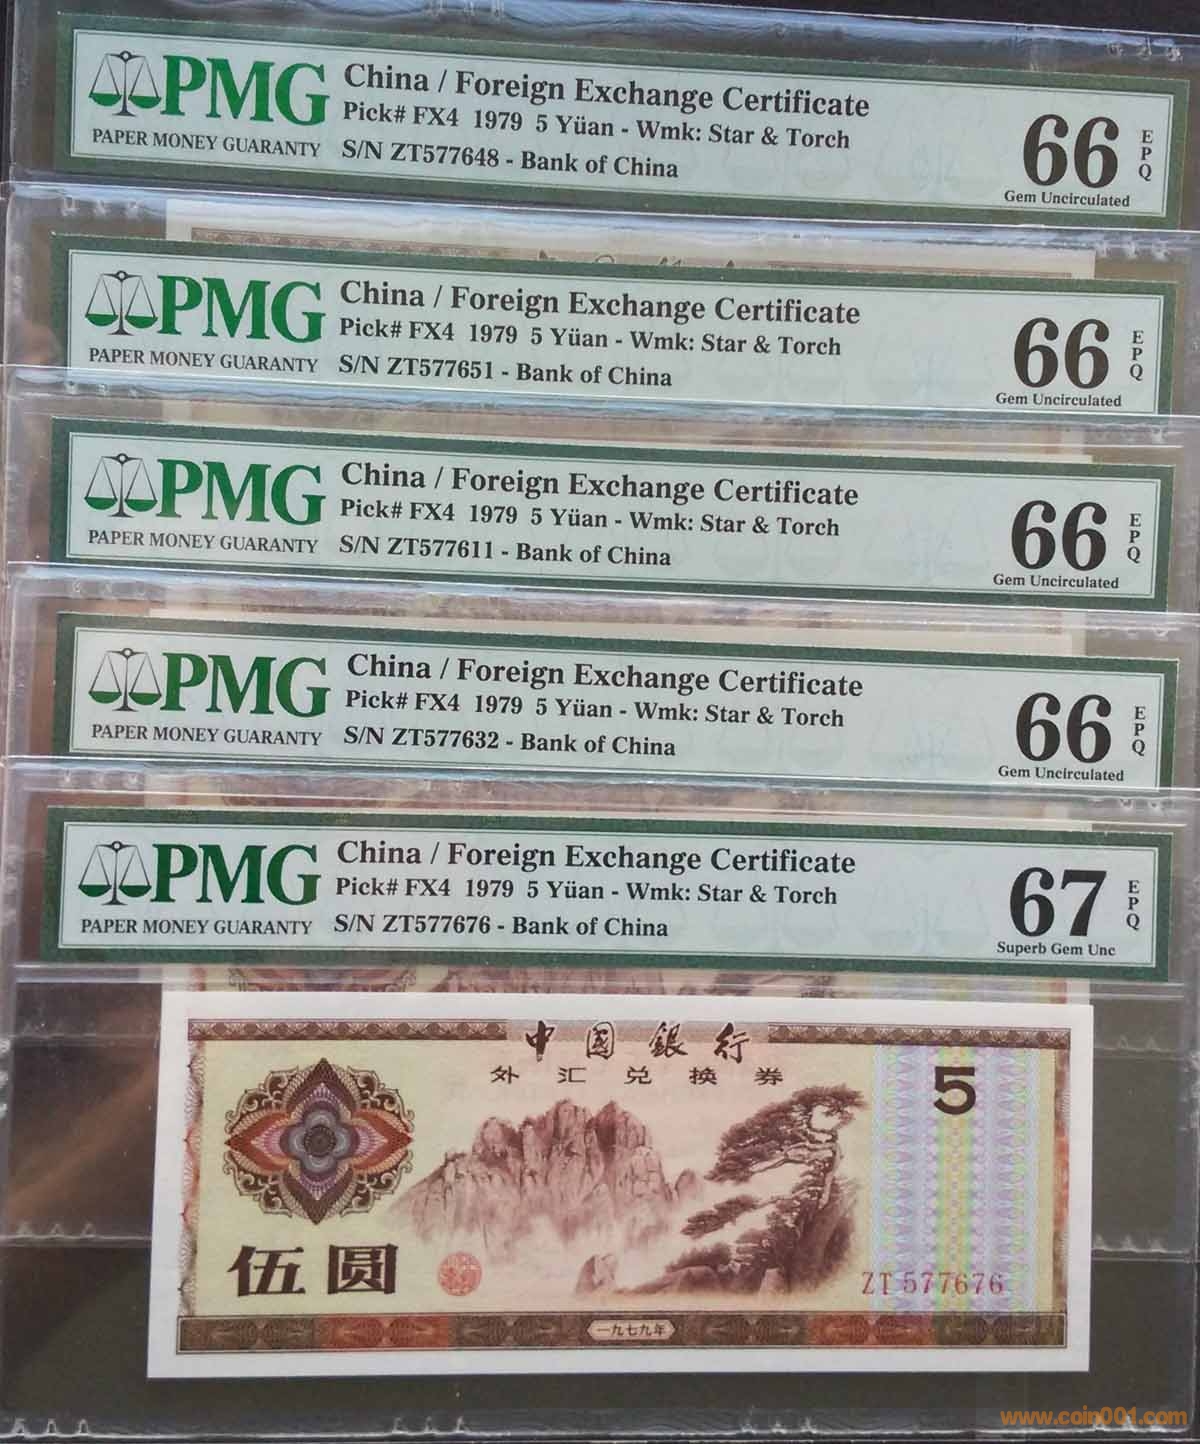 PMG
PAPER MONEY GUARANTY
China / Foreign Exchange Certificate
Pick# FX4 1979 5 Yüan - Wmk: Star & Torch
S/N ZT577648 - Bank of China
66
EPQ
Gem Uncirculated
PMG
PAPER MONEY GUARANTY
China / Foreign Exchange Certificate
Pick# FX4 1979 5 Yüan - Wmk: Star & Torch
S/N ZT577651 - Bank of China
66
EPQ
Gem Uncirculated
PMG
PAPER MONEY GUARANTY
China / Foreign Exchange Certificate
Pick# FX4 1979 5 Yüan - Wmk: Star & Torch
S/N ZT577611 - Bank of China
66
EPQ
Gem Uncirculated
PMG
PAPER MONEY GUARANTY
China / Foreign Exchange Certificate
Pick# FX4 1979 5 Yüan - Wmk: Star & Torch
S/N ZT577632 - Bank of China
66
EPQ
Gem Uncirculated
PMG
PAPER MONEY GUARANTY
China / Foreign Exchange Certificate
Pick# FX4 1979 5 Yüan - Wmk: Star & Torch
S/N ZT577676 - Bank of China
67
EPQ
Superb Gem Unc
中國銀行
外汇兑换券
5
伍圆
ZT 577676
一九七九年
www.coin001.com